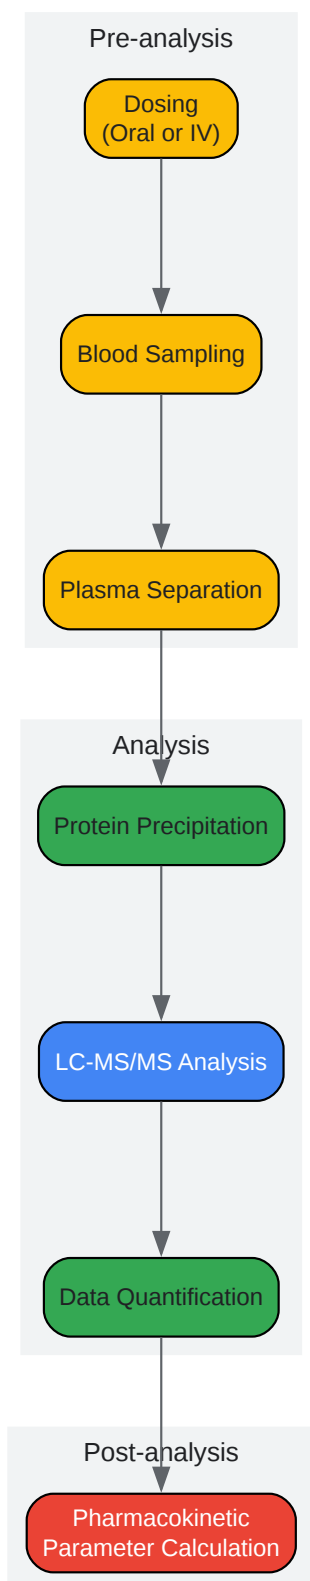 Pre-analysis
Dosing
(Oral or IV)
Blood Sampling
Plasma Separation
Analysis
Protein Precipitation
LC-MS/MS Analysis
Data Quantification
Post-analysis
Pharmacokinetic
Parameter Calculation